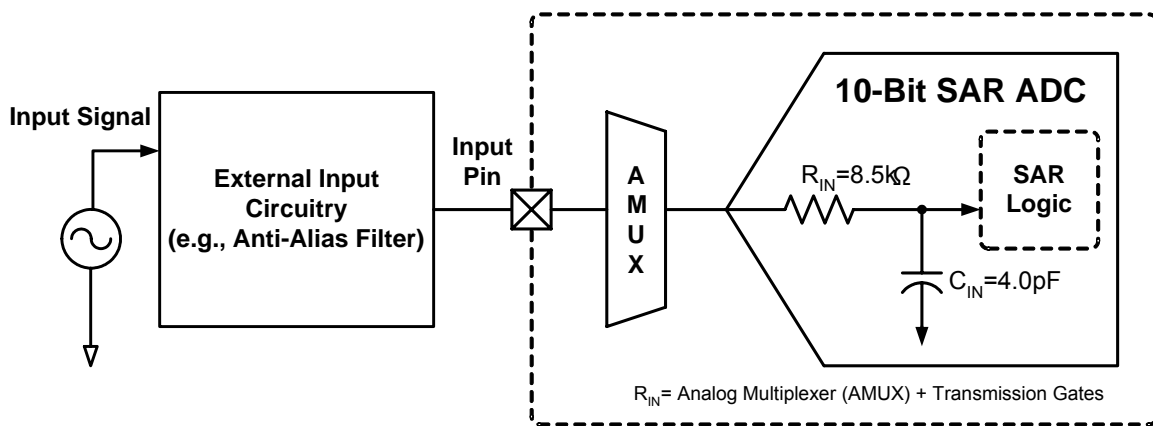 Input Signal
External Input
Circuitry
(e.g., Anti-Alias Filter)
Input
Pin
A
M
U
X
10-Bit SAR ADC
R_IN=8.5kΩ
SAR
Logic
C_IN=4.0pF
R_IN= Analog Multiplexer (AMUX) + Transmission Gates